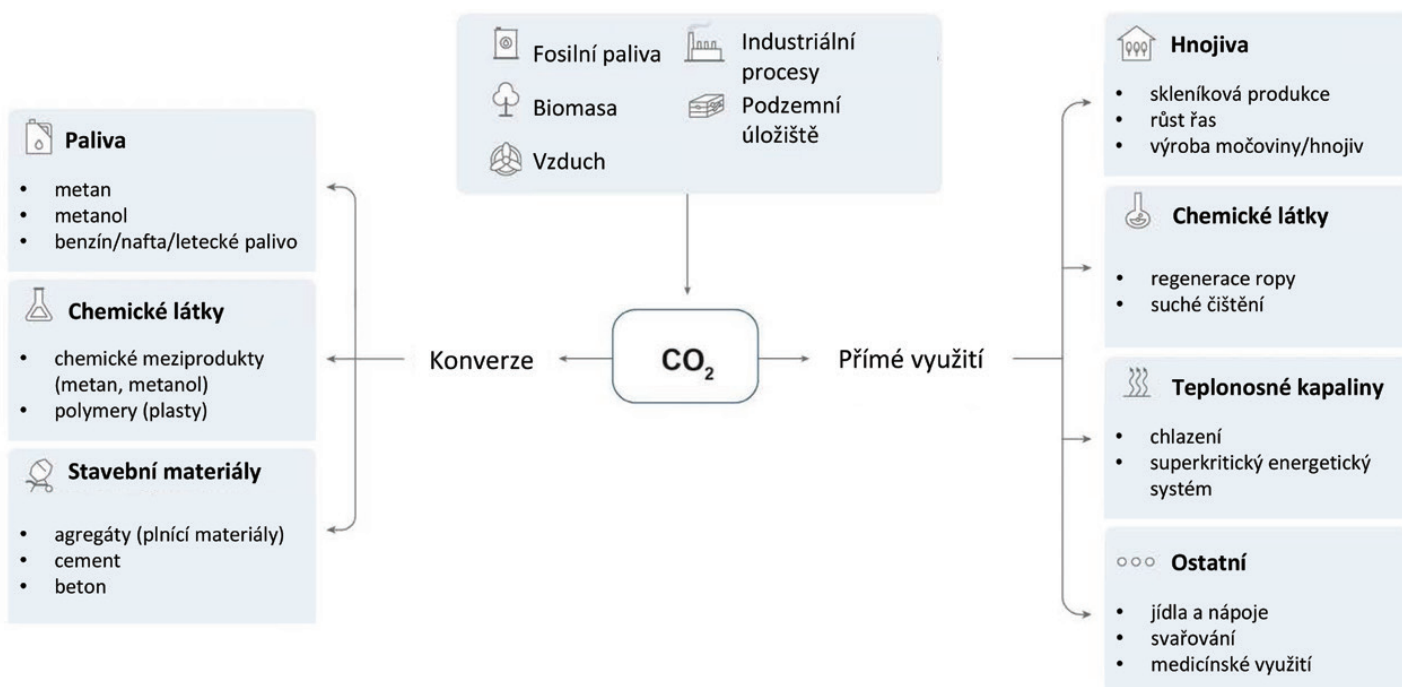 Fosilní paliva
Biomasa
Vzduch
Industriální
procesy
Podzemní
úložiště
Paliva
• metan
• metanol
• benzín/nafta/letecké palivo
Chemické látky
• chemické meziprodukty
(metan, metanol)
• polymery (plasty)
Stavební materiály
• agregáty (plnící materiály)
• cement
• beton
Konverze
CO₂
Přímé využití
Hnojiva
• skleníková produkce
• růst řas
• výroba močoviny/hnojiv
Chemické látky
• regenerace ropy
• suché čištění
Teplonosné kapaliny
• chlazení
• superkritický energetický
systém
Ostatní
• jídla a nápoje
• svařování
• medicínské využití